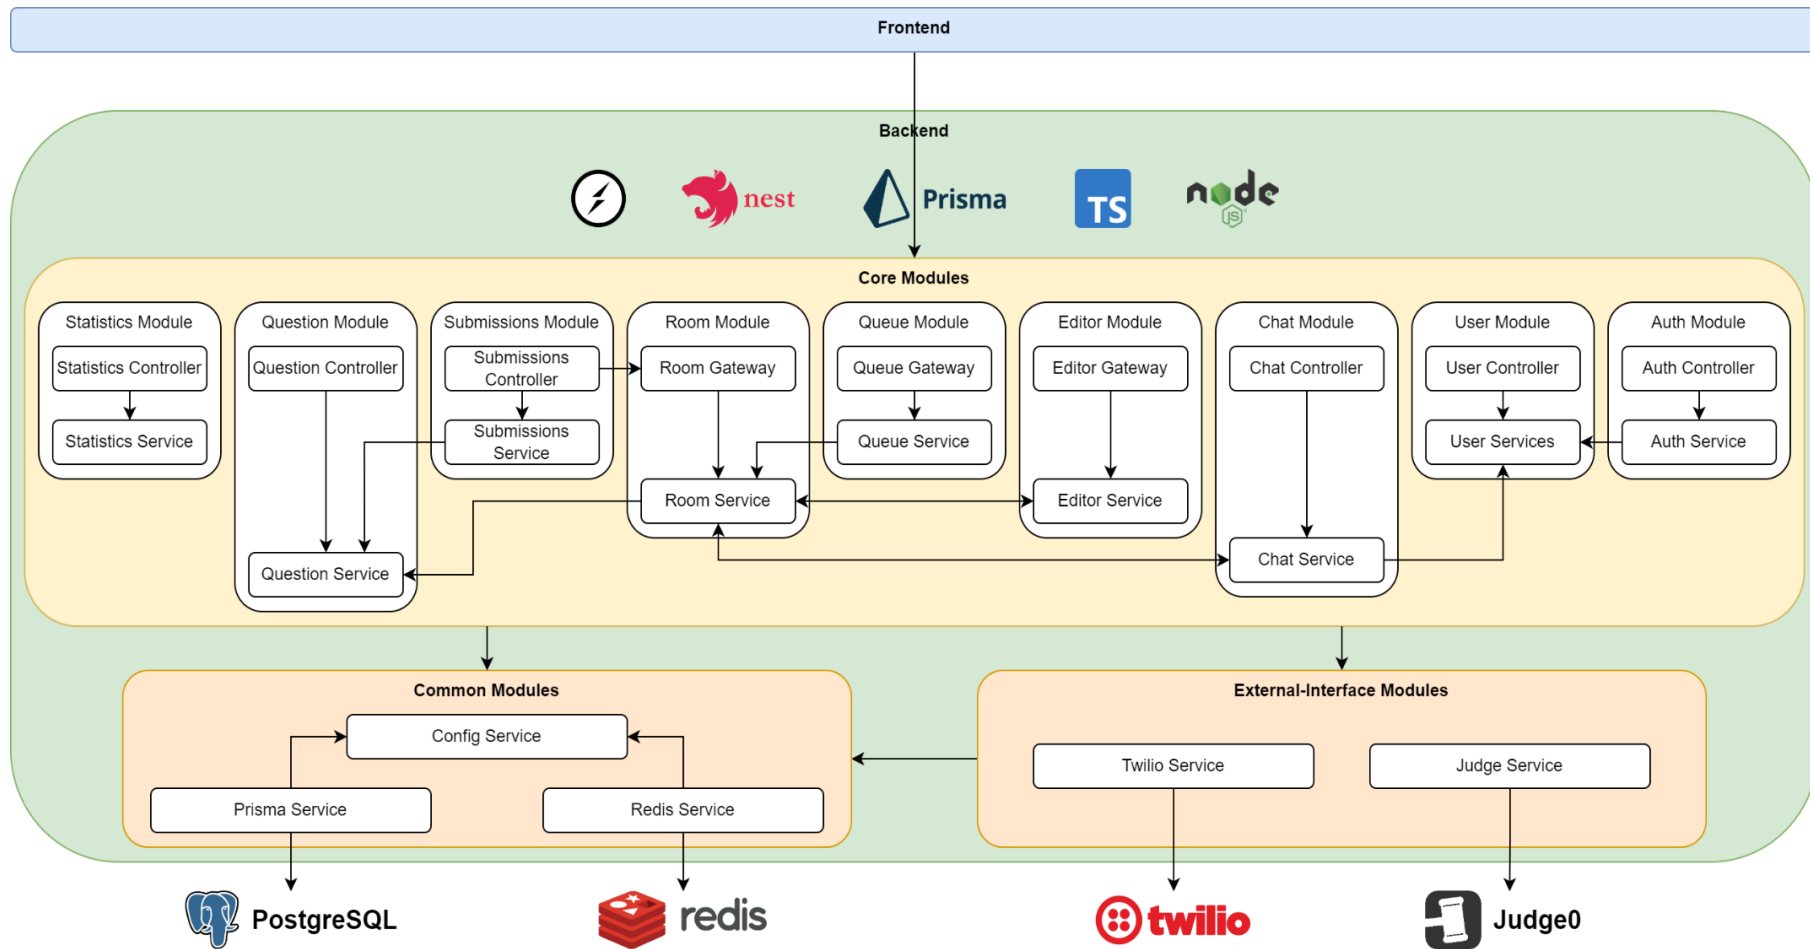 Frontend
Backend
nest
Prisma
TS
node
JS
Core Modules
Statistics Module
Statistics Controller
Statistics Service
Question Module
Question Controller
Question Service
Submissions Module
Submissions
Controller
Submissions
Service
Room Module
Room Gateway
Room Service
Queue Module
Queue Gateway
Queue Service
Editor Module
Editor Gateway
Editor Service
Chat Module
Chat Controller
Chat Service
User Module
User Controller
User Services
Auth Module
Auth Controller
Auth Service
Common Modules
Config Service
Prisma Service
Redis Service
External-Interface Modules
Twilio Service
Judge Service
PostgreSQL
redis
twilio
Judge0